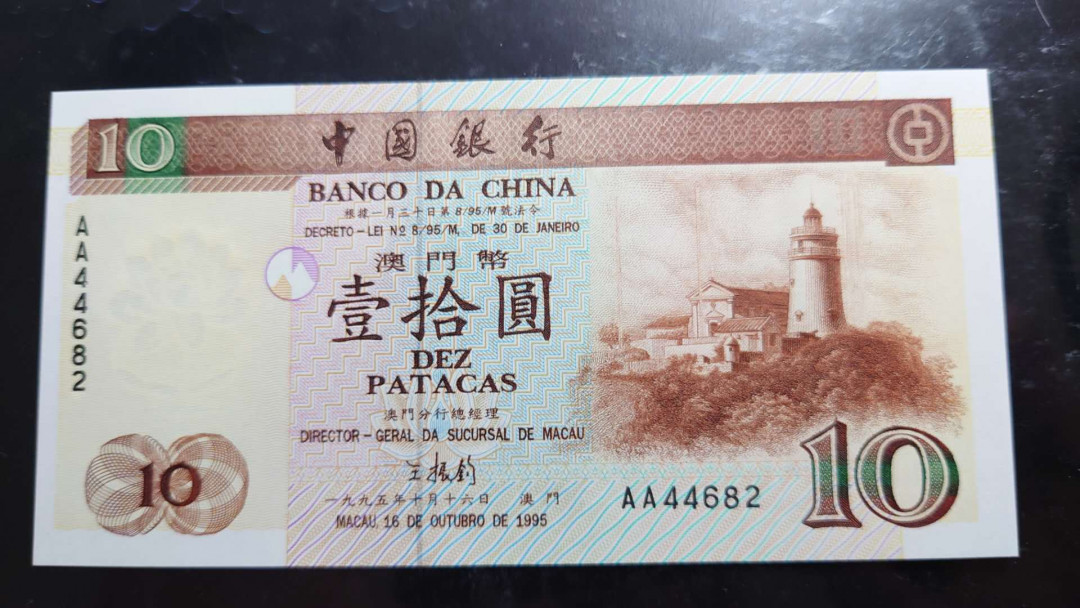 10
中國銀行
BANCO DA CHINA
根據一月三十日第8/95/M號法令
DECRETO-LEI Nº 8/95/M, DE 30 DE JANEIRO
澳門幣
壹拾圓
DEZ
PATACAS
澳門分行總經理
DIRECTOR-GERAL DA SUCURSAL DE MACAU
王振鈞
一九九五年十月十六日 澳門
MACAU, 16 DE OUTUBRO DE 1995
AA44682
10
AA44682
10